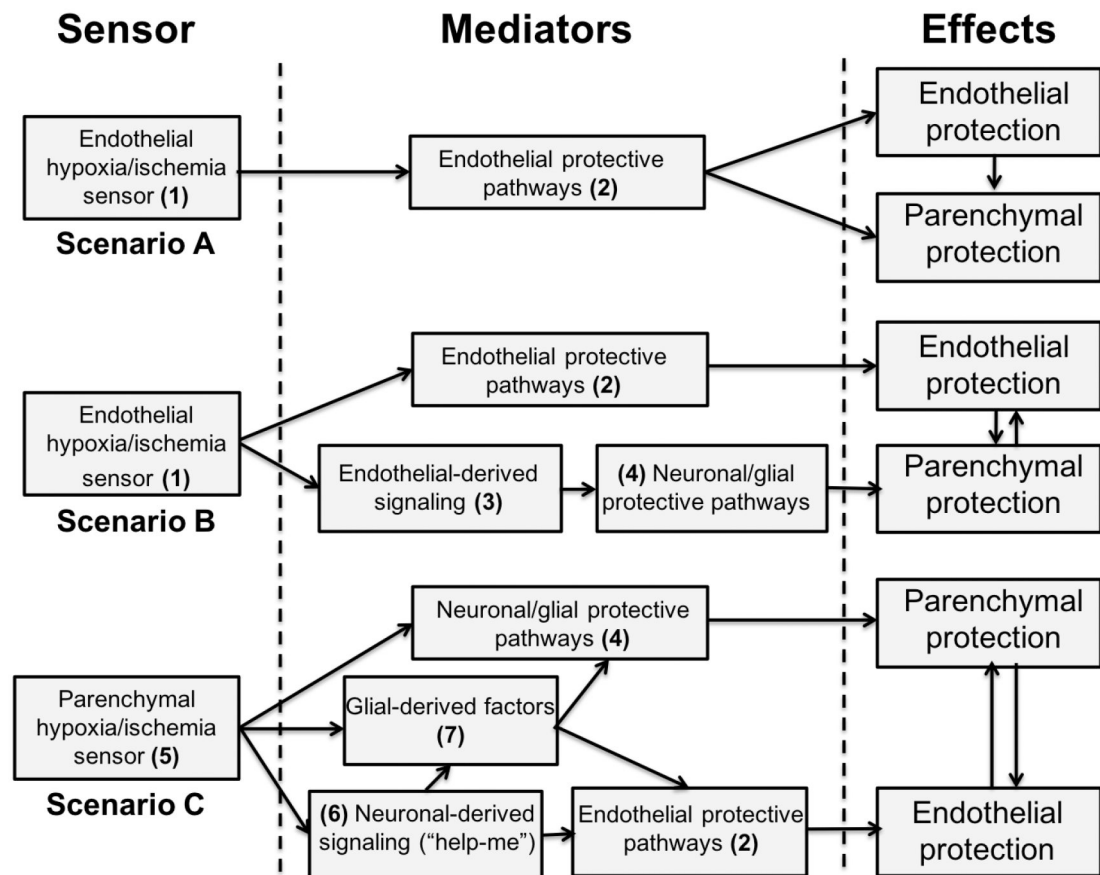 Sensor
Mediators
Effects
Endothelial
hypoxia/ischemia
sensor (1)
Scenario A
Endothelial protective
pathways (2)
Endothelial
protection
Parenchymal
protection
Endothelial
hypoxia/ischemia
sensor (1)
Scenario B
Endothelial protective
pathways (2)
Endothelial-derived
signaling (3)
(4) Neuronal/glial
protective pathways
Endothelial
protection
Parenchymal
protection
Parenchymal
hypoxia/ischemia
sensor (5)
Scenario C
Neuronal/glial protective
pathways (4)
Glial-derived factors
(7)
(6) Neuronal-derived
signaling (“help-me”)
Endothelial protective
pathways (2)
Parenchymal
protection
Endothelial
protection